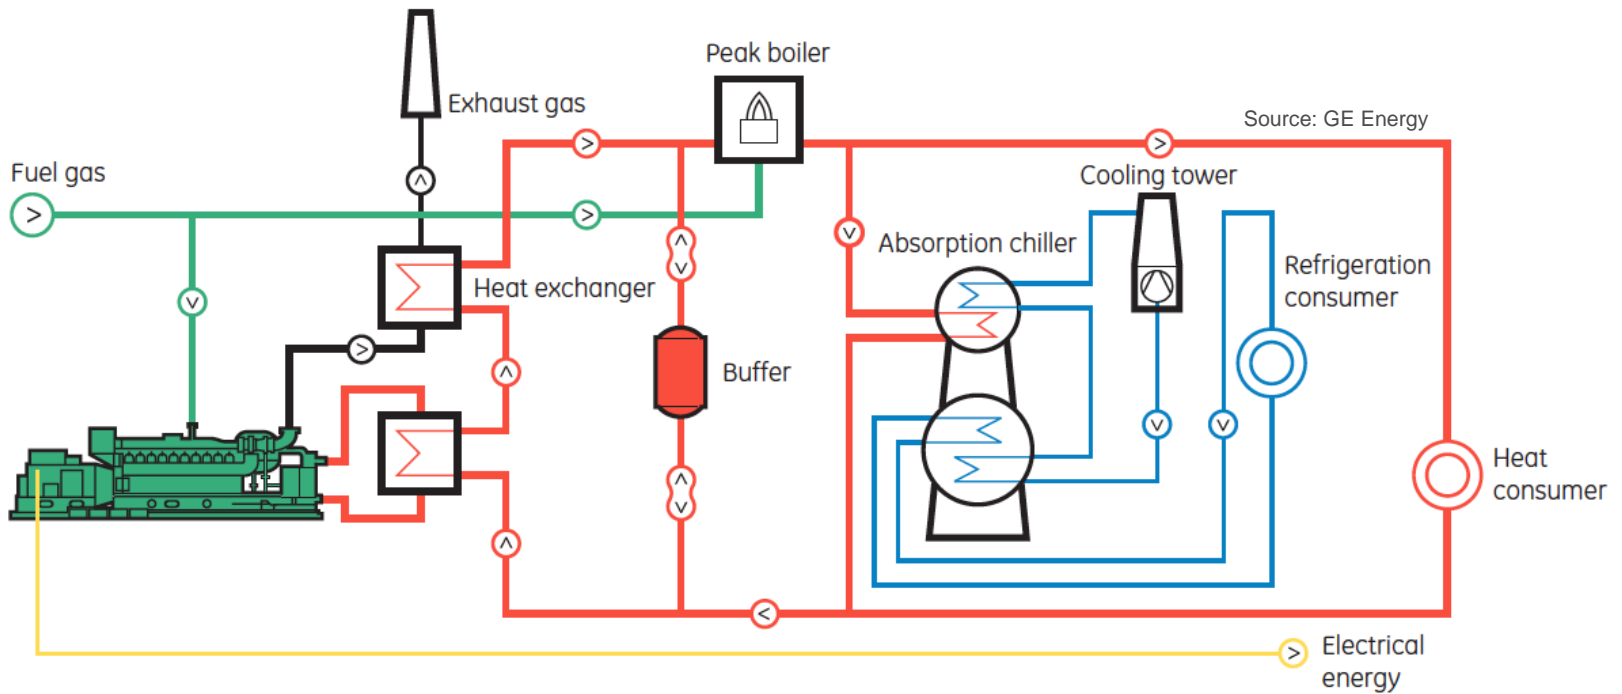 Peak boiler
Exhaust gas
Source: GE Energy
Fuel gas
Cooling tower
Absorption chiller
Refrigeration
consumer
Heat exchanger
Buffer
Heat
consumer
Electrical
energy